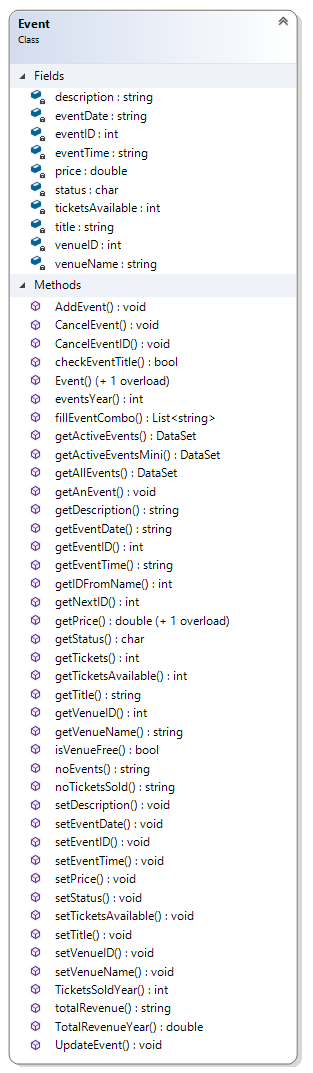 Event
Class
Fields
description : string
eventDate : string
eventID : int
eventTime : string
price : double
status : char
ticketsAvailable : int
title : string
venueID : int
venueName : string
Methods
AddEvent() : void
CancelEvent() : void
CancelEventID() : void
checkEventTitle() : bool
Event() (+ 1 overload)
eventsYear() : int
fillEventCombo() : List<string>
getActiveEvents() : DataSet
getActiveEventsMini() : DataSet
getAllEvents() : DataSet
getAnEvent() : void
getDescription() : string
getEventDate() : string
getEventID() : int
getEventTime() : string
getIDFromName() : int
getNextID() : int
getPrice() : double (+ 1 overload)
getStatus() : char
getTickets() : int
getTicketsAvailable() : int
getTitle() : string
getVenueID() : int
getVenueName() : string
isVenueFree() : bool
noEvents() : string
noTicketsSold() : string
setDescription() : void
setEventDate() : void
setEventID() : void
setEventTime() : void
setPrice() : void
setStatus() : void
setTicketsAvailable() : void
setTitle() : void
setVenueID() : void
setVenueName() : void
TicketsSoldYear() : int
totalRevenue() : string
TotalRevenueYear() : double
UpdateEvent() : void